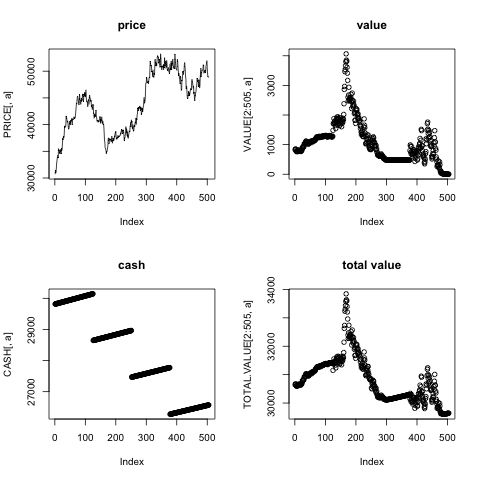 price
PRICE[, a]
30000 40000 50000
0 100 200 300 400 500
Index
value
VALUE[2:505, a]
0 1000 3000
0 100 200 300 400 500
Index
cash
CASH[, a]
27000 29000
0 100 200 300 400 500
Index
total value
TOTAL.VALUE[2:505, a]
30000 32000 34000
0 100 200 300 400 500
Index